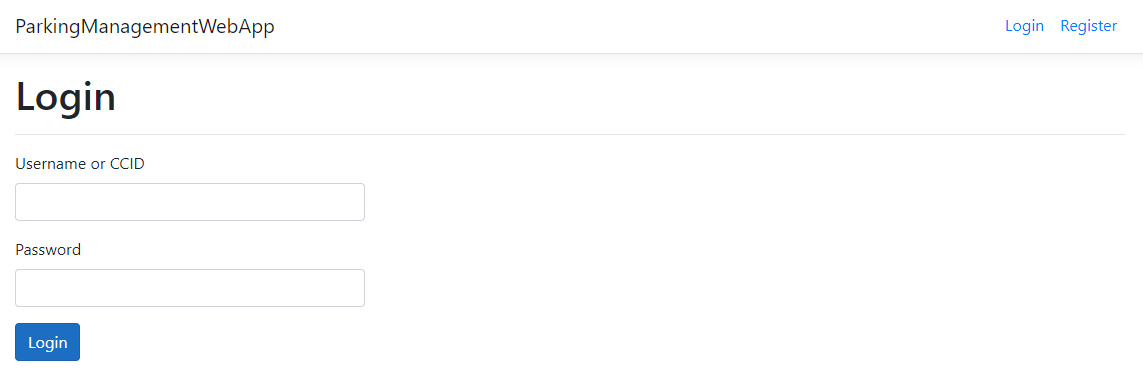 ParkingManagementWebApp Login Register
Login
Username or CCID
Password
Login